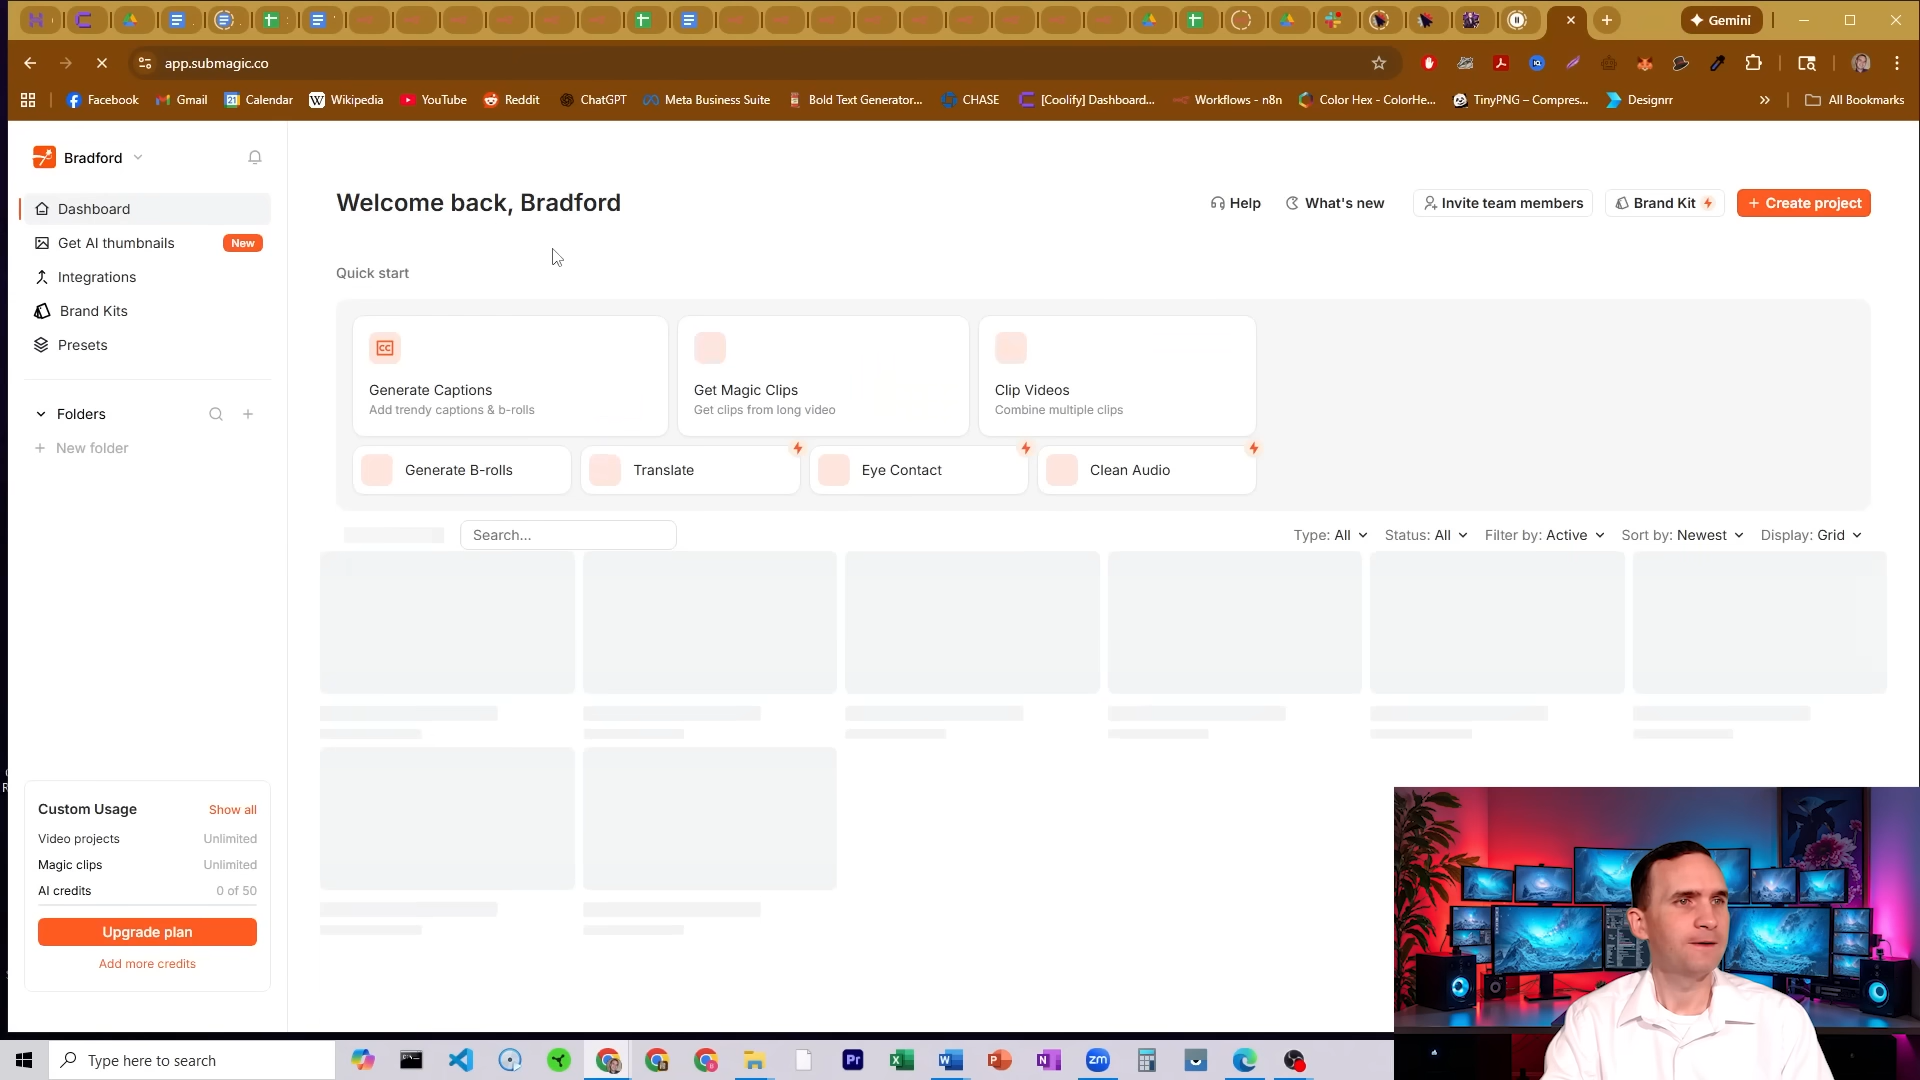 Gemini
app.submagic.co
Facebook
Gmail
Calendar
Wikipedia
YouTube
Reddit
ChatGPT
Meta Business Suite
Bold Text Generator...
CHASE
[Coolify] Dashboard...
Workflows - n8n
Color Hex - ColorHe...
TinyPNG – Compres...
Designrr
All Bookmarks
Bradford
Dashboard
Get AI thumbnails
New
Integrations
Brand Kits
Presets
Folders
New folder
Custom Usage
Show all
Video projects
Unlimited
Magic clips
Unlimited
AI credits
0 of 50
Upgrade plan
Add more credits
Welcome back, Bradford
Help
What's new
Invite team members
Brand Kit
+ Create project
Quick start
CC
Generate Captions
Add trendy captions & b-rolls
Get Magic Clips
Get clips from long video
Clip Videos
Combine multiple clips
Generate B-rolls
Translate
Eye Contact
Clean Audio
Search...
Type: All
Status: All
Filter by: Active
Sort by: Newest
Display: Grid
Type here to search
Pr
zm